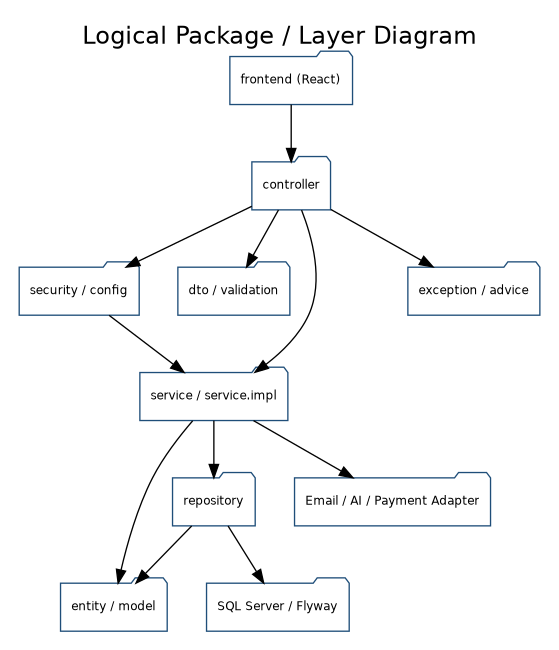 Logical Package / Layer Diagram
frontend (React)
controller
security / config
dto / validation
exception / advice
service / service.impl
repository
Email / AI / Payment Adapter
entity / model
SQL Server / Flyway